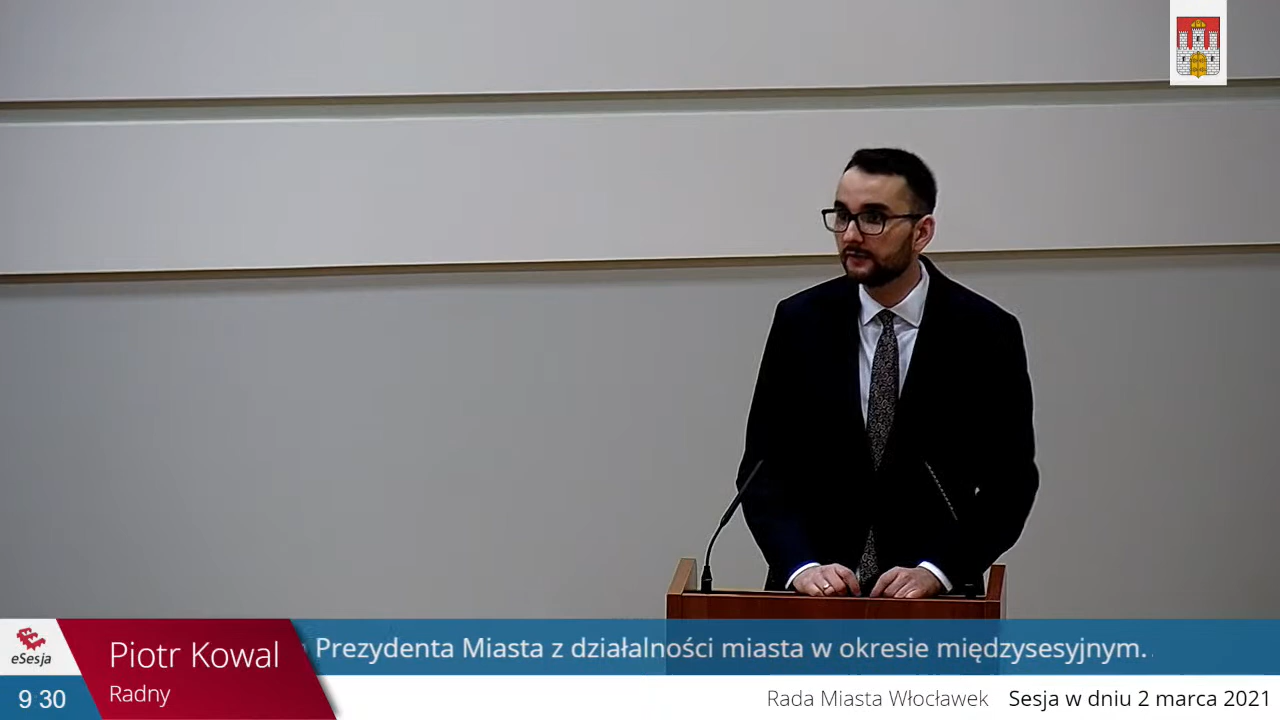 Piotr Kowal
Radny
Prezydenta Miasta z działalności miasta w okresie międzysesyjnym.
eSesja
9 30
Rada Miasta Włocławek Sesja w dniu 2 marca 2021